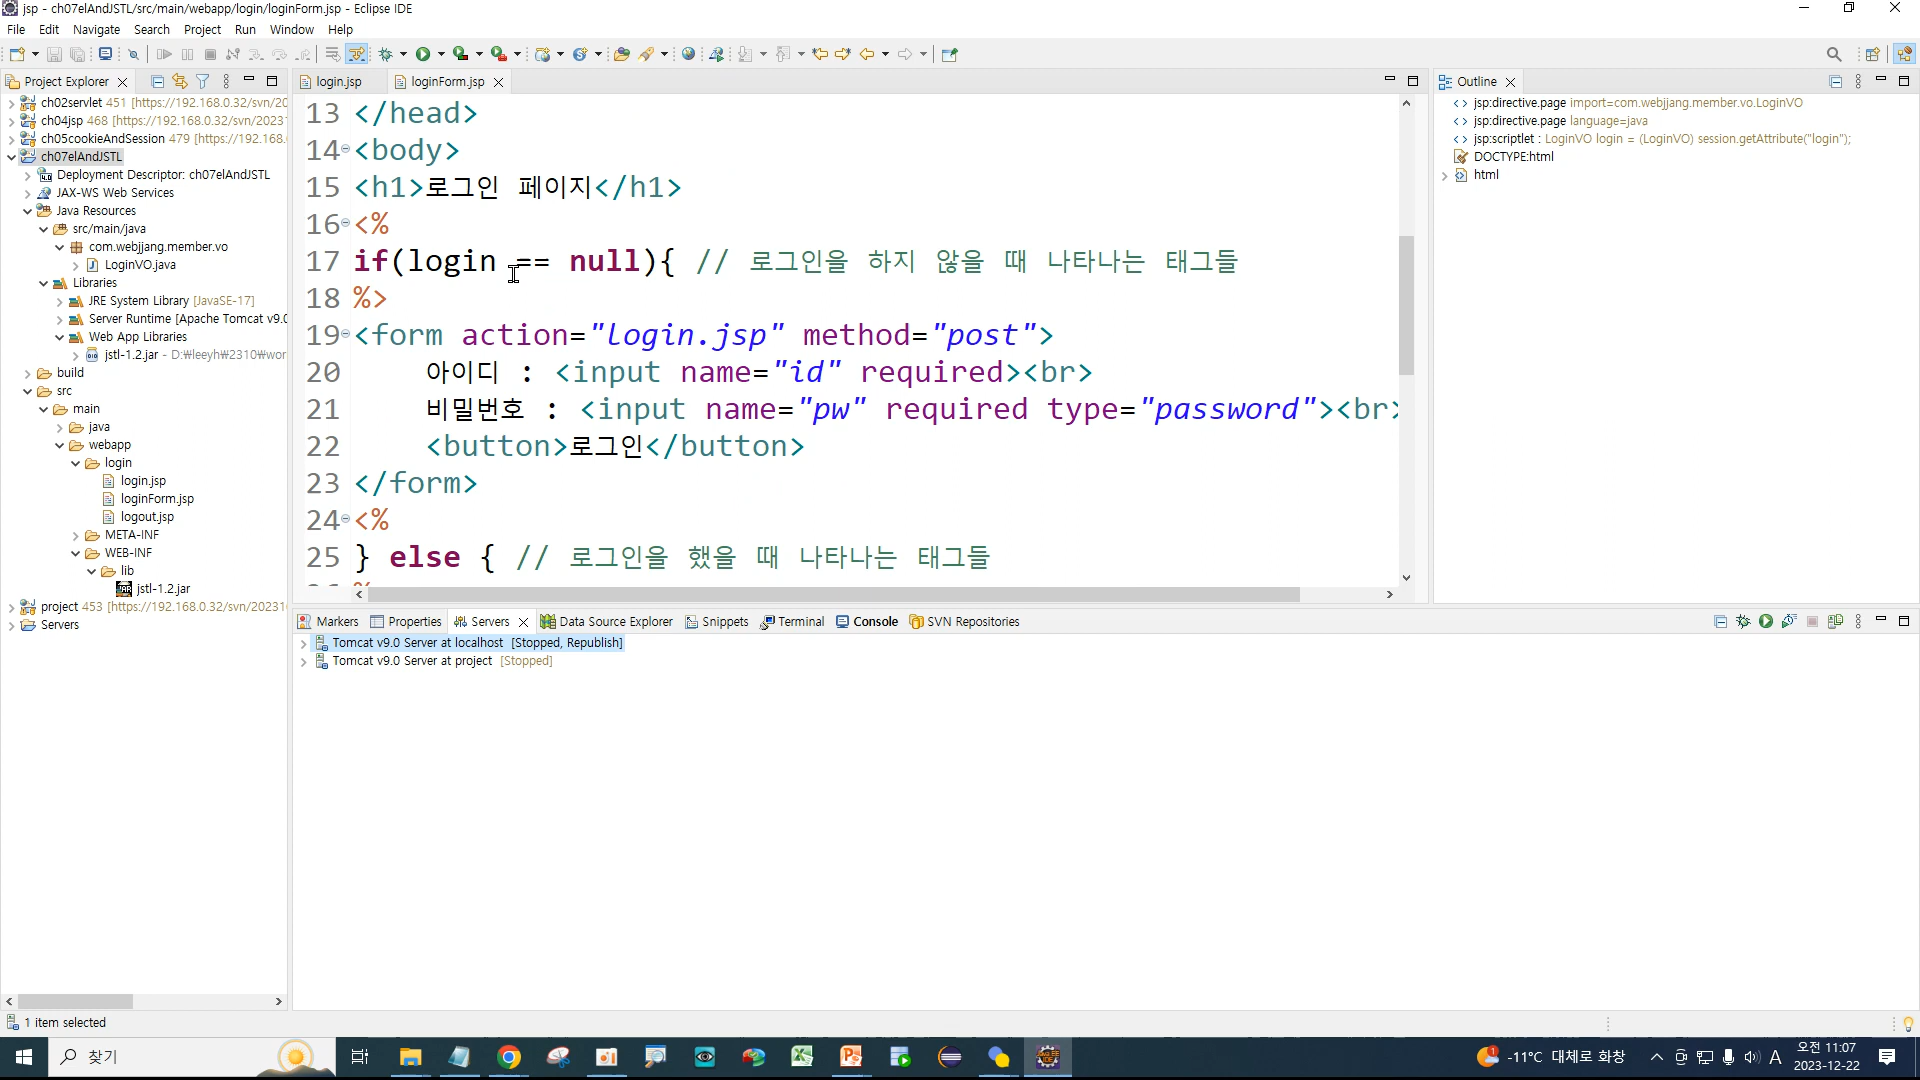 jsp - ch07elAndJSTL/src/main/webapp/login/loginForm.jsp - Eclipse IDE
File Edit Navigate Search Project Run Window Help
Project Explorer
ch02servlet 451 [https://192.168.0.32/svn/20
ch04jsp 468 [https://192.168.0.32/svn/2023
ch05cookieAndSession 479 [https://192.168.
ch07elAndJSTL
Deployment Descriptor: ch07elAndJSTL
JAX-WS Web Services
Java Resources
src/main/java
com.webjjang.member.vo
LoginVO.java
Libraries
JRE System Library [JavaSE-17]
Server Runtime [Apache Tomcat v9.0
Web App Libraries
jstl-1.2.jar - D:₩leeyh₩2310₩wor
build
src
main
java
webapp
login
login.jsp
loginForm.jsp
logout.jsp
META-INF
WEB-INF
lib
jstl-1.2.jar
project 453 [https://192.168.0.32/svn/20231
Servers
login.jsp loginForm.jsp
13 </head>
14 <body>
15 <h1>로그인 페이지</h1>
16 <%
17 if(login == null){ // 로그인을 하지 않을 때 나타나는 태그들
18 %>
19 <form action="login.jsp" method="post">
20 아이디 : <input name="id" required><br>
21 비밀번호 : <input name="pw" required type="password"><br>
22 <button>로그인</button>
23 </form>
24 <%
25 } else { // 로그인을 했을 때 나타나는 태그들
Outline
jsp:directive.page import=com.webjjang.member.vo.LoginVO
jsp:directive.page language=java
jsp:scriptlet : LoginVO login = (LoginVO) session.getAttribute("login");
DOCTYPE:html
html
Markers Properties Servers Data Source Explorer Snippets Terminal Console SVN Repositories
Tomcat v9.0 Server at localhost [Stopped, Republish]
Tomcat v9.0 Server at project [Stopped]
1 item selected
찾기
-11°C 대체로 화창
A
오전 11:07
2023-12-22